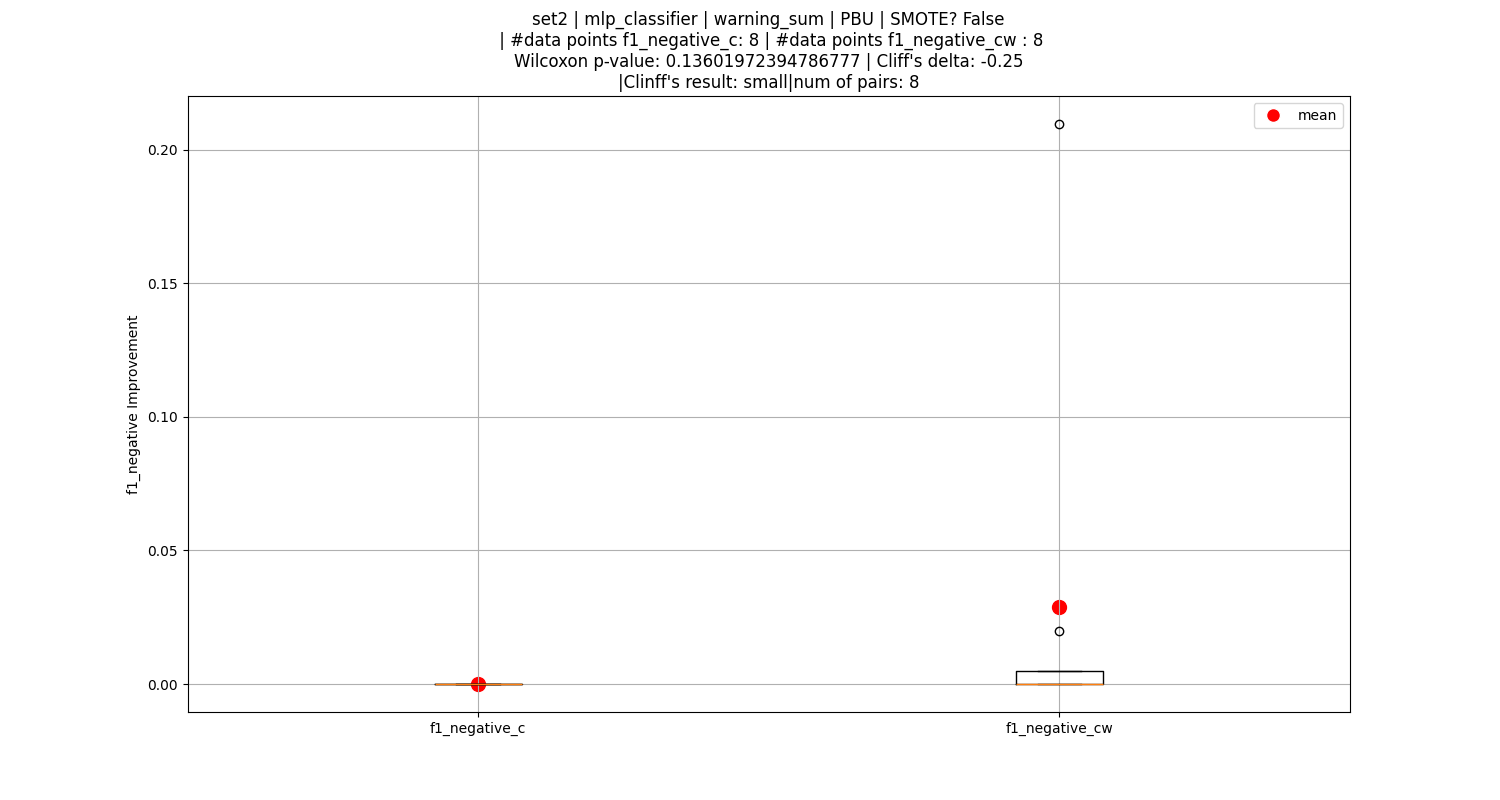 set2 | mlp_classifier | warning_sum | PBU | SMOTE? False
| #data points f1_negative_c: 8 | #data points f1_negative_cw : 8
Wilcoxon p-value: 0.13601972394786777 | Cliff's delta: -0.25
|Clinff's result: small|num of pairs: 8
mean
0.20
0.15
0.10
0.05
0.00
f1_negative Improvement
f1_negative_c
f1_negative_cw